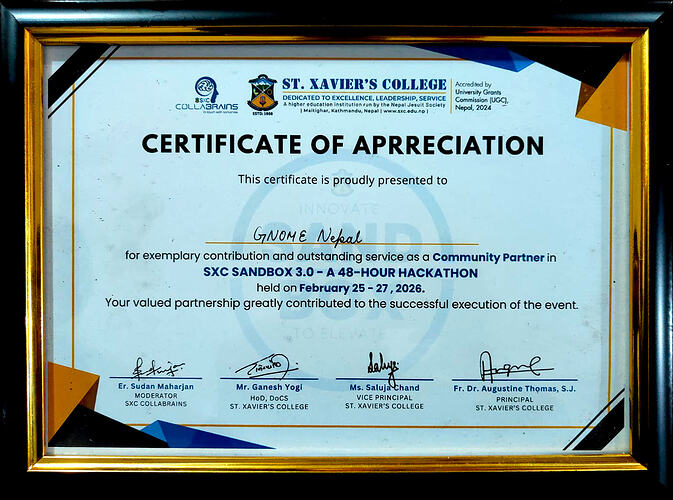 SXC
COLLABRAINS
ESTD: 1988
ST. XAVIER'S COLLEGE
DEDICATED TO EXCELLENCE, LEADERSHIP, SERVICE
A higher education institution run by the Nepal Jesuit Society
| Maitighar, Kathmandu, Nepal | www.sxc.edu.np |
Accredited by
University Grants
Commission (UGC),
Nepal, 2024
CERTIFICATE OF APRRECIATION
This certificate is proudly presented to
INNOVATE
SAND
GNOME Nepal
for exemplary contribution and outstanding service as a Community Partner in
SXC SANDBOX 3.0 - A 48-HOUR HACKATHON
held on February 25 - 27 , 2026.
Your valued partnership greatly contributed to the successful execution of the event.
TO ELEVATE
Er. Sudan Maharjan
MODERATOR
SXC COLLABRAINS
Mr. Ganesh Yogi
HoD, DoCS
ST. XAVIER'S COLLEGE
Ms. Saluja Chand
VICE PRINCIPAL
ST. XAVIER'S COLLEGE
Fr. Dr. Augustine Thomas, S.J.
PRINCIPAL
ST. XAVIER'S COLLEGE